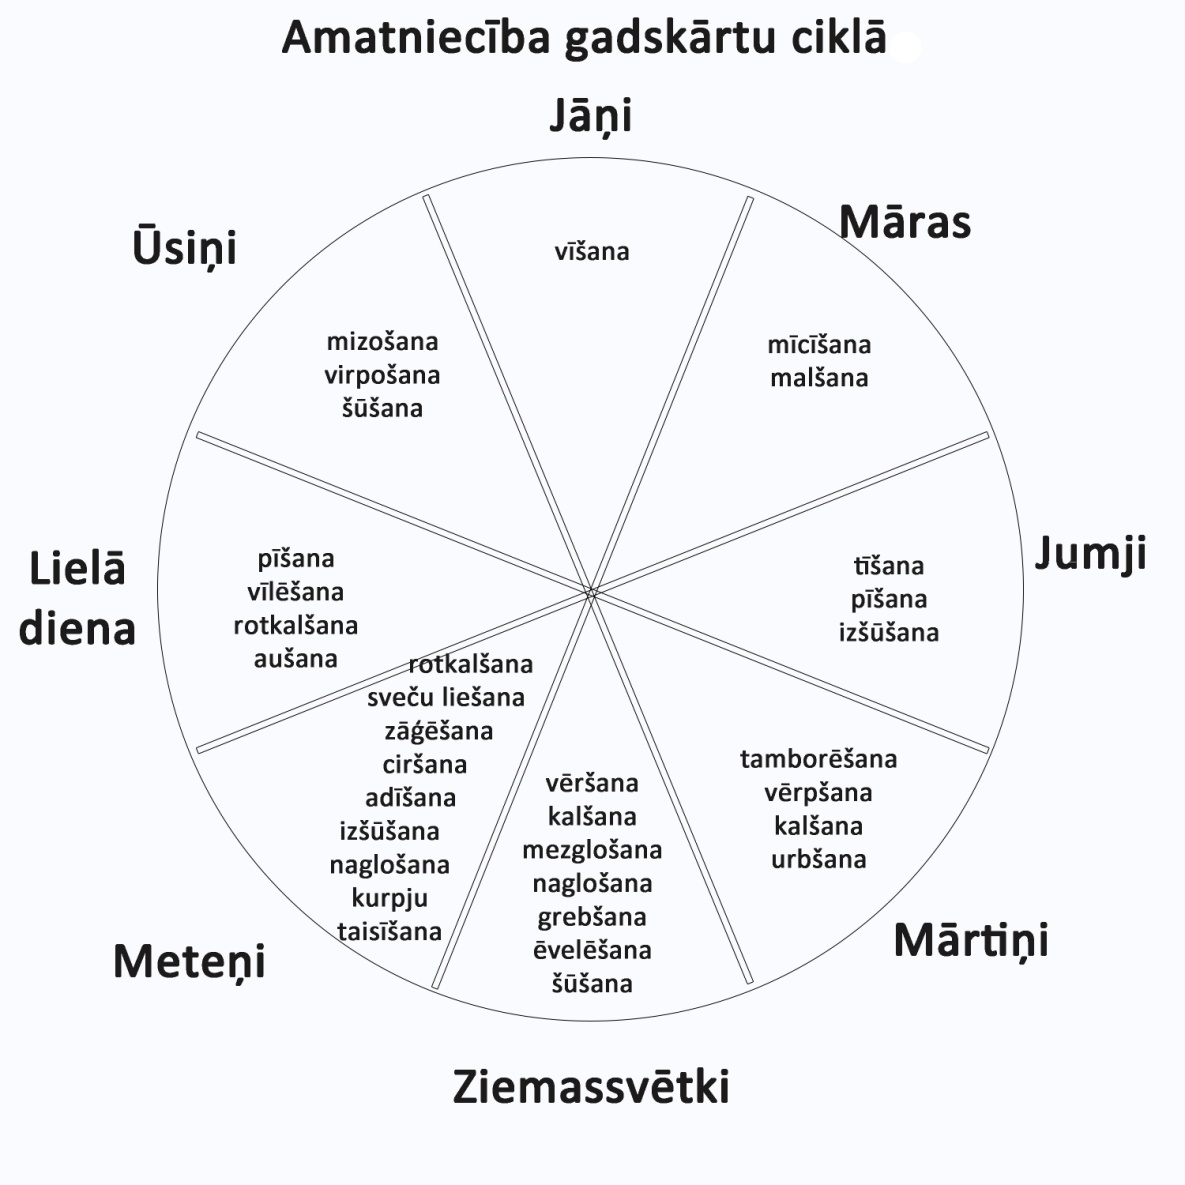 Amatniecība gadskārtu ciklā
Jāņi
vīšana
Māras
mīcīšana
malšana
Jumji
tīšana
pīšana
izšūšana
Mārtiņi
tamborēšana
vērpšana
kalšana
urbšana
Ziemassvētki
vēršana
kalšana
mezglošana
naglošana
grebšana
ēvelēšana
šūšana
Meteņi
rotkalšana
sveču liešana
zāģēšana
ciršana
adīšana
izšūšana
naglošana
kurpju
taisīšana
Lielā
diena
pīšana
vīlēšana
rotkalšana
aušana
Ūsiņi
mizošana
virpošana
šūšana